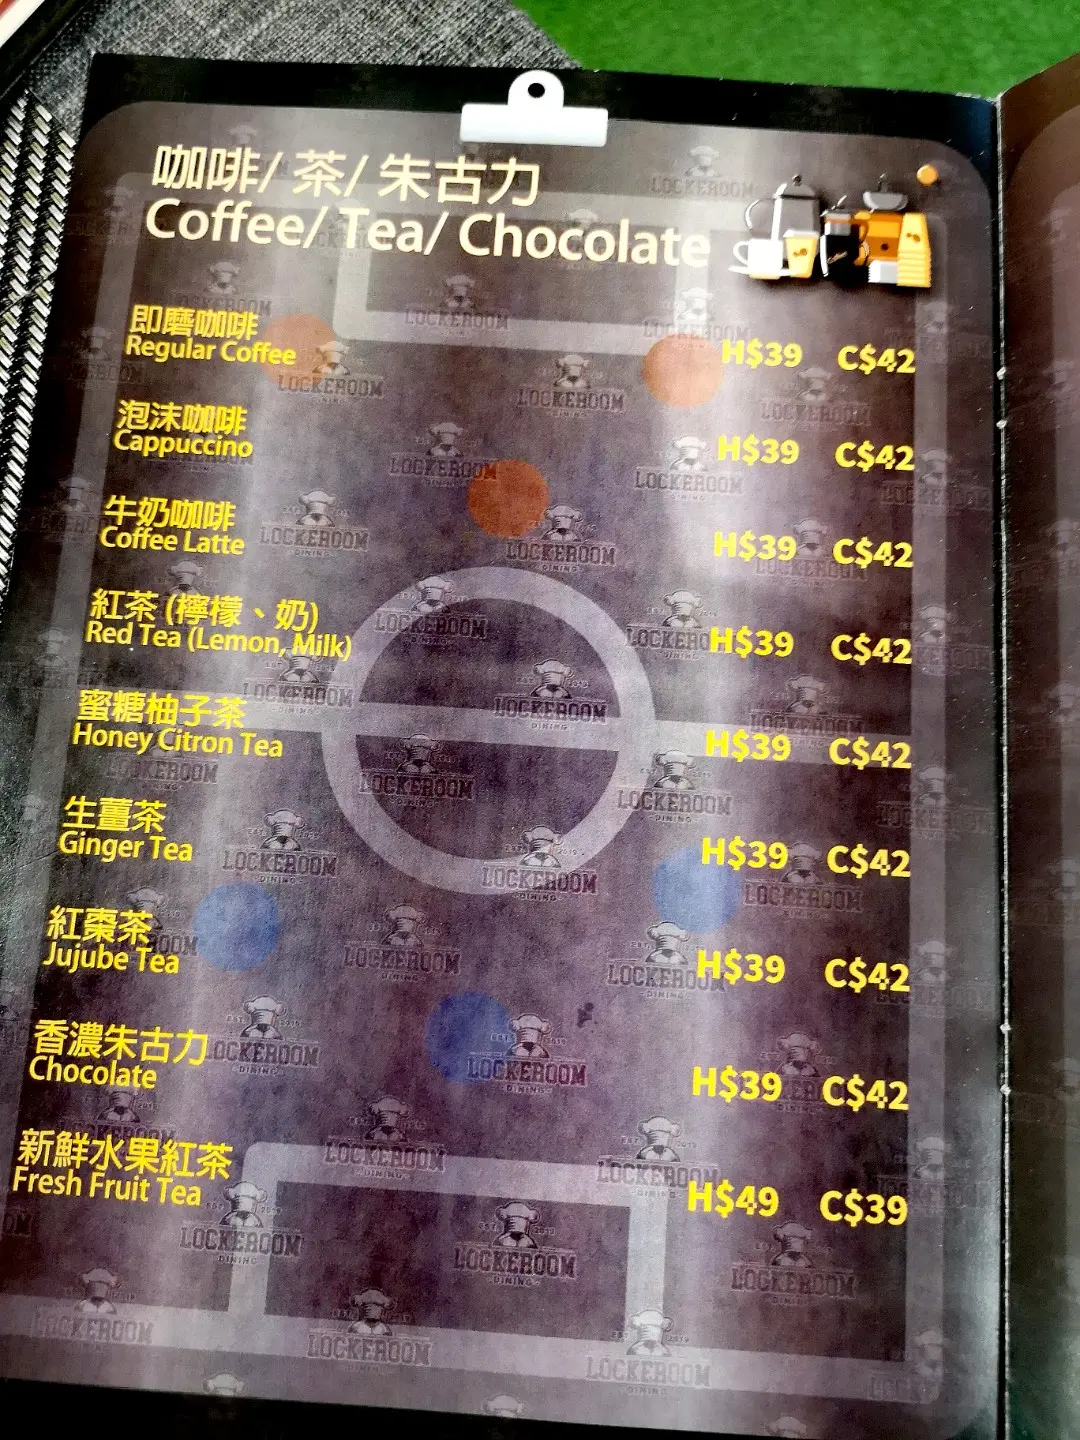 咖啡/ 茶/ 朱古力
Coffee/ Tea/ Chocolate
即磨咖啡
Regular Coffee
H$39 C$42
泡沫咖啡
Cappuccino
H$39 C$42
牛奶咖啡
Coffee Latte
H$39 C$42
紅茶 (檸檬、奶)
Red Tea (Lemon, Milk)
H$39 C$42
蜜糖柚子茶
Honey Citron Tea
H$39 C$42
生薑茶
Ginger Tea
H$39 C$42
紅棗茶
Jujube Tea
H$39 C$42
香濃朱古力
Chocolate
H$39 C$42
新鮮水果紅茶
Fresh Fruit Tea
H$49 C$39
LOCKEROOM
DINING